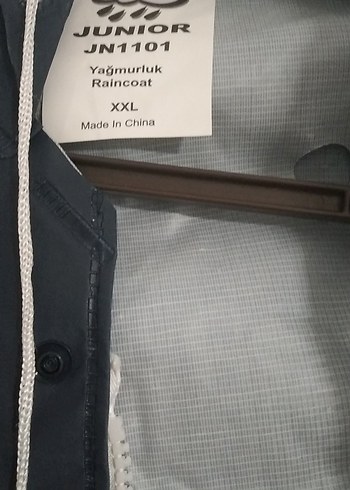 JUNIOR
JN1101
Yağmurluk
Raincoat
XXL
Made In China